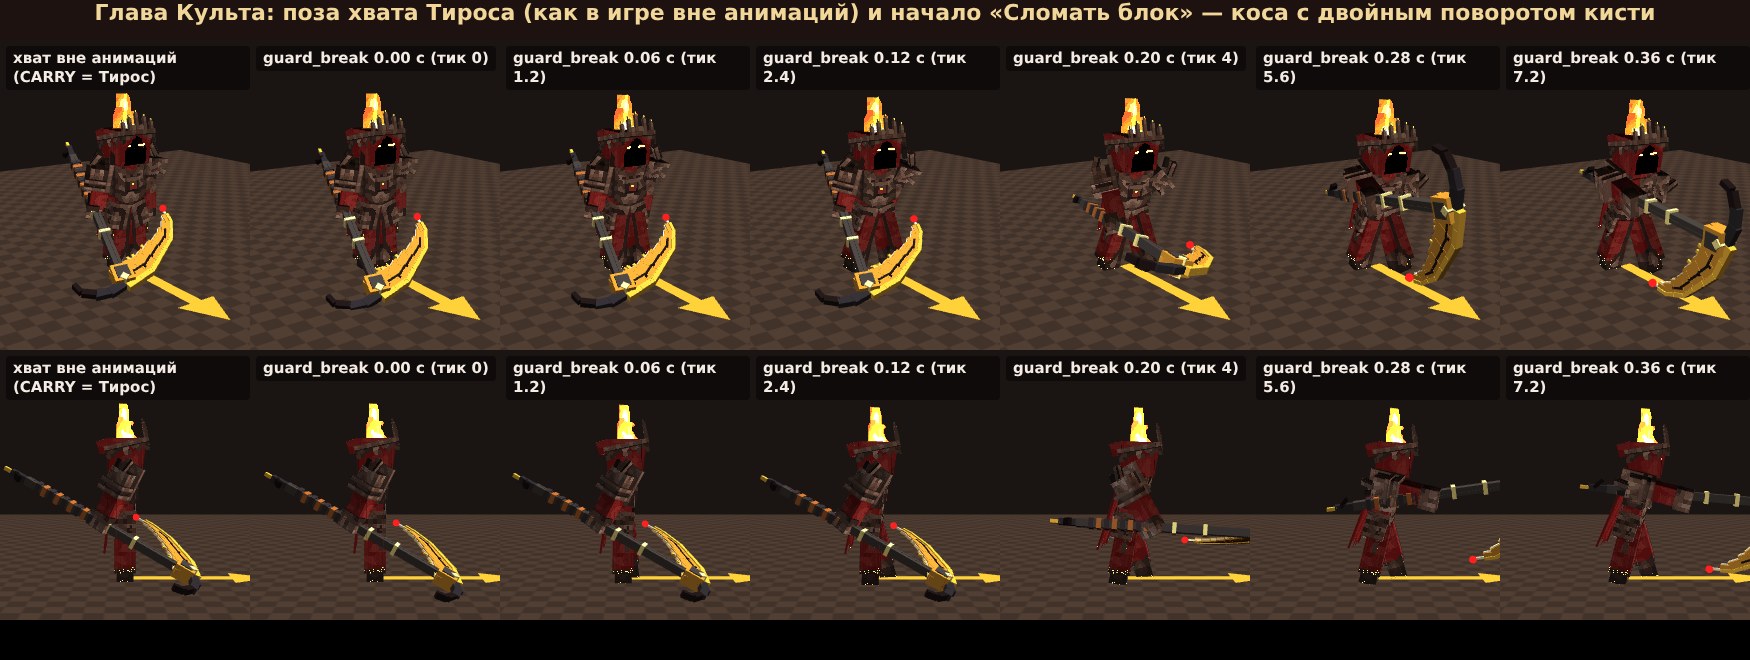 Глава Культа: поза хвата Тироса (как в игре вне анимаций) и начало «Сломать блок» — коса с двойным поворотом кисти
хват вне анимаций
(CARRY = Тирос)
guard_break 0.00 с (тик 0)
guard_break 0.06 с (тик
1.2)
guard_break 0.12 с (тик
2.4)
guard_break 0.20 с (тик 4)
guard_break 0.28 с (тик
5.6)
guard_break 0.36 с (тик
7.2)
хват вне анимаций
(CARRY = Тирос)
guard_break 0.00 с (тик 0)
guard_break 0.06 с (тик
1.2)
guard_break 0.12 с (тик
2.4)
guard_break 0.20 с (тик 4)
guard_break 0.28 с (тик
5.6)
guard_break 0.36 с (тик
7.2)